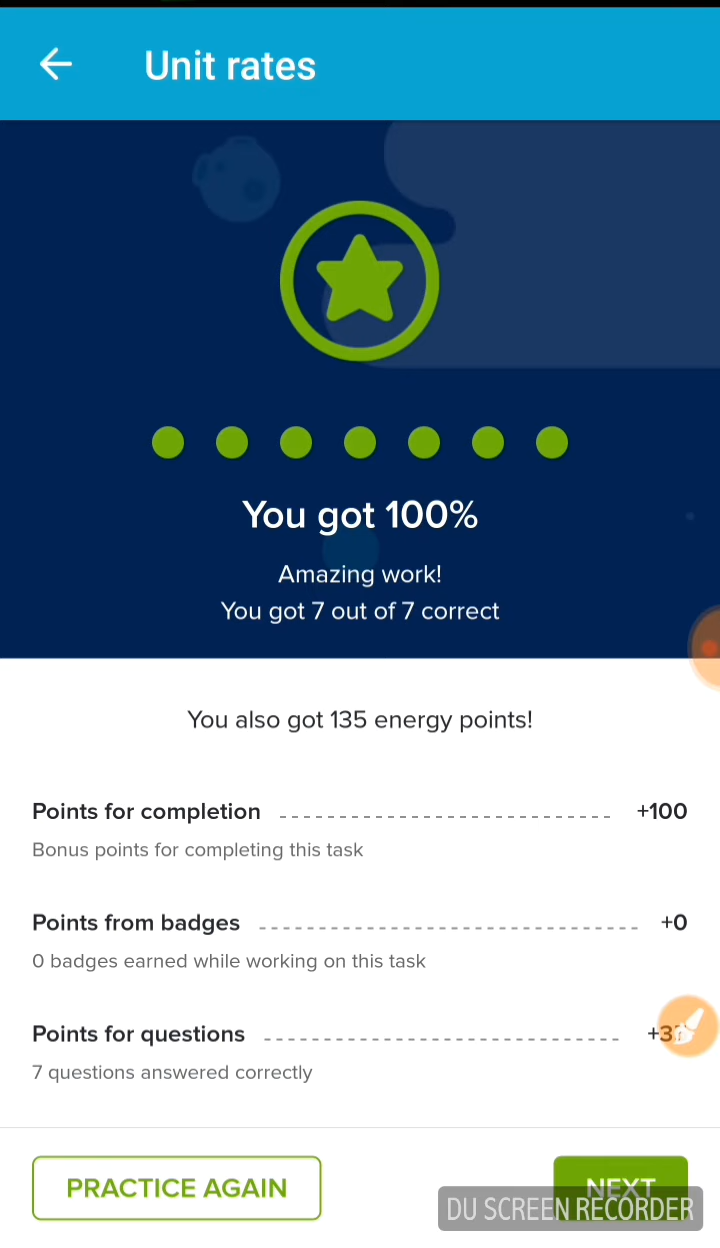 Unit rates
You got 100%
Amazing work!
You got 7 out of 7 correct
You also got 135 energy points!
Points for completion +100
Bonus points for completing this task
Points from badges +0
0 badges earned while working on this task
Points for questions
7 questions answered correctly
PRACTICE AGAIN NEXT
DU SCREEN RECORDER